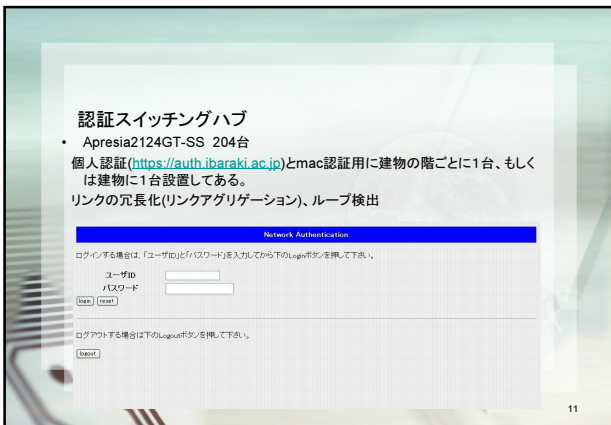 認証スイッチングハブ
• Apresia2124GT-SS 204台
個人認証(https://auth.ibaraki.ac.jp)とmac認証用に建物の階ごとに1台、もしく
は建物に1台設置してある。
リンクの冗長化(リンクアグリゲーション)、ループ検出
Network Authentication
ログインする場合は、「ユーザID」と「パスワード」を入力してから下のLoginボタンを押して下さい。
ユーザID
パスワード
login reset
ログアウトする場合は下のLogoutボタンを押して下さい。
logout
11